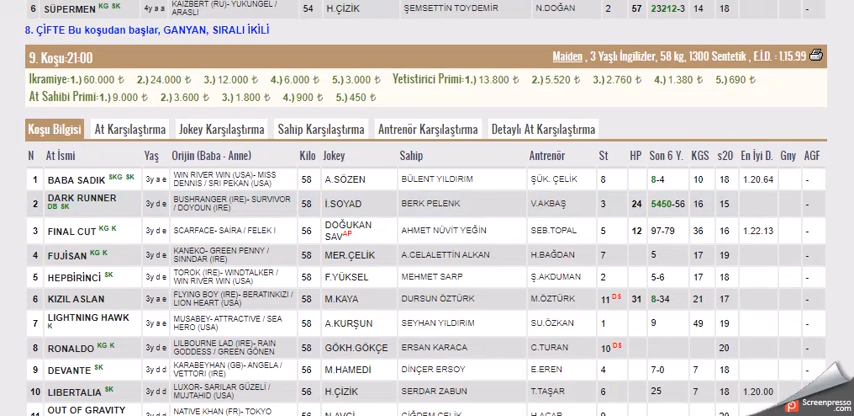 6 SÜPERMEN KG SK 4y a a KAIZBERT (RU)- YUKUNGEL / ARASLI 54 H.ÇİZİK ŞEMSETTİN TOYDEMİR N.DOĞAN 2 57 23212-3 14 18 -
8. ÇİFTE Bu koşudan başlar, GANYAN, SIRALI İKİLİ
9. Koşu:21:00 Maiden , 3 Yaşlı İngilizler, 58 kg, 1300 Sentetik , E.İ.D. : 1.15.99
Ikramiye:1.) 60.000 ₺ 2.) 24.000 ₺ 3.) 12.000 ₺ 4.) 6.000 ₺ 5.) 3.000 ₺ Yetistirici Primi:1.) 13.800 ₺ 2.) 5.520 ₺ 3.) 2.760 ₺ 4.) 1.380 ₺ 5.) 690 ₺
At Sahibi Primi:1.) 9.000 ₺ 2.) 3.600 ₺ 3.) 1.800 ₺ 4.) 900 ₺ 5.) 450 ₺
Koşu Bilgisi At Karşılaştırma Jokey Karşılaştırma Sahip Karşılaştırma Antrenör Karşılaştırma Detaylı At Karşılaştırma
N At İsmi Yaş Orijin (Baba - Anne) Kilo Jokey Sahip Antrenör St HP Son 6 Y. KGS s20 En İyi D. Gny AGF
1 BABA SADIK SKG SK 3y a e WIN RIVER WIN (USA)- MISS DENNIS / SRI PEKAN (USA) 58 A.SÖZEN BÜLENT YILDIRIM ŞÜK. ÇELİK 8 8-4 10 18 1.20.64 -
2 DARK RUNNER DB SK 3y d e BUSHRANGER (IRE)- SURVIVOR / DOYOUN (IRE) 58 İ.SOYAD BERK PELENK V.AKBAŞ 3 24 5450-56 16 15 -
3 FINAL CUT KG K 3y d e SCARFACE- SAİRA / FELEK I 56 DOĞUKAN SAV AP AHMET NÜVİT YEĞİN SEB.TOPAL 5 12 97-79 36 16 1.22.13 -
4 FUJİSAN KG K 3y d e KANEKO- GREEN PENNY / SINNDAR (IRE) 58 MER.ÇELİK A.CELALETTİN ALKAN H.BAĞDAN 7 5 17 19 -
5 HEPBİRİNCİ SK 3y d e TOROK (IRE)- WINDTALKER / WIN RIVER WIN (USA) 58 F.YÜKSEL MEHMET SARP Ş.AKDUMAN 2 5-6 17 18 -
6 KIZIL ASLAN 3y a e FLYING BOY (IRE)- BERATINKIZI / LION HEART (USA) 58 M.KAYA DURSUN ÖZTÜRK M.ÖZTÜRK 11 DS 31 8-34 21 17 -
7 LIGHTNING HAWK K 3y a e MUSABEY- ATTRACTIVE / SEA HERO (USA) 58 A.KURŞUN SEYHAN YILDIRIM SU.ÖZKAN 1 9 49 19 -
8 RONALDO KG K 3y d e LILBOURNE LAD (IRE)- RAIN GODDESS / GREEN GÖNEN 58 GÖKH.GÖKÇE ERSAN KARACA C.TURAN 10 DS 20 -
9 DEVANTE SK 3y d d KARABEYHAN (GB)- ANGELA / VETTORI (IRE) 56 M.HAMEDİ DİNÇER ERSOY E.EREN 4 7-0 7 18 -
10 LIBERTALIA SK 3y d d LUXOR- SARILAR GÜZELİ / MUJTAHID (USA) 56 H.ÇİZİK SERDAR ZABUN T.TAŞAR 6 25 7 18 1.20.00
OUT OF GRAVITY NATIVE KHAN (FR)- TOKYO
Screenpresso